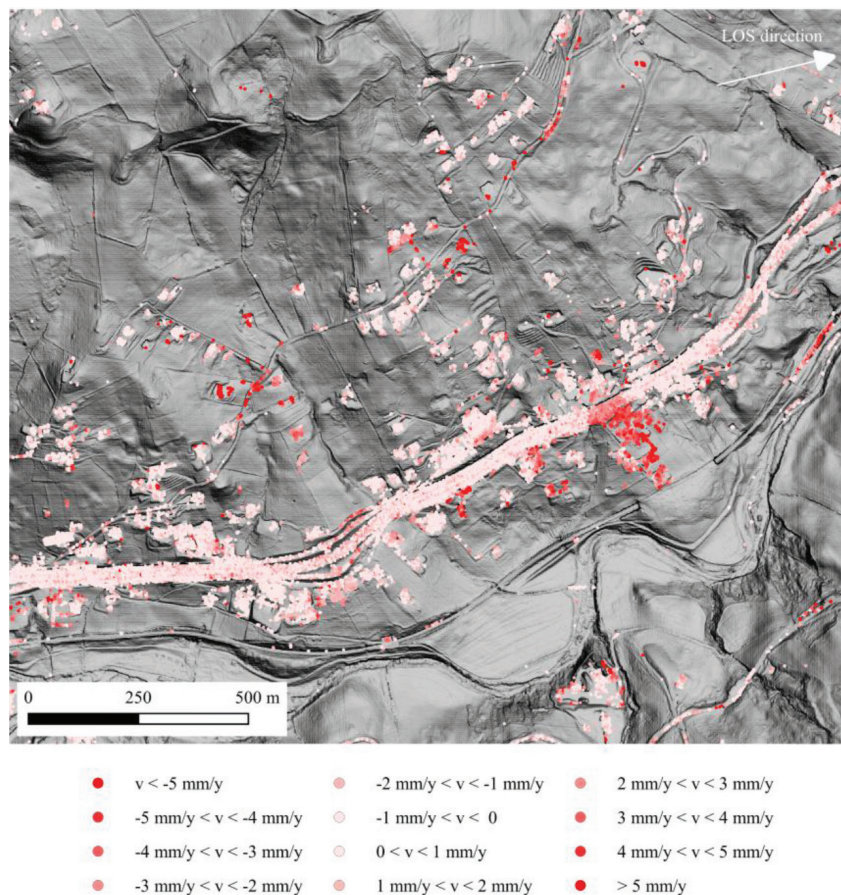 LOS direction
0 250 500 m
v < -5 mm/y
-5 mm/y < v < -4 mm/y
-4 mm/y < v < -3 mm/y
-3 mm/y < v < -2 mm/y
-2 mm/y < v < -1 mm/y
-1 mm/y < v < 0
0 < v < 1 mm/y
1 mm/y < v < 2 mm/y
2 mm/y < v < 3 mm/y
3 mm/y < v < 4 mm/y
4 mm/y < v < 5 mm/y
> 5 mm/y